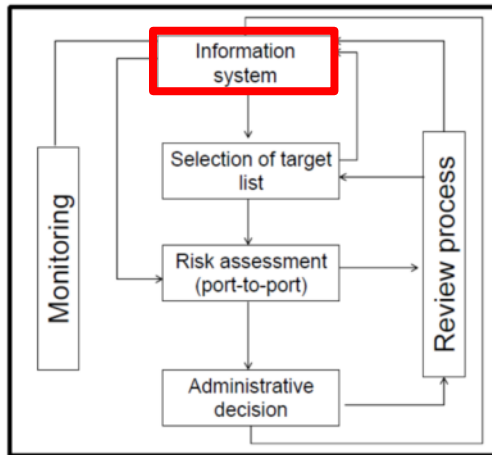 Information
system
Selection of target
list
Risk assessment
(port-to-port)
Administrative
decision
Monitoring
Review process